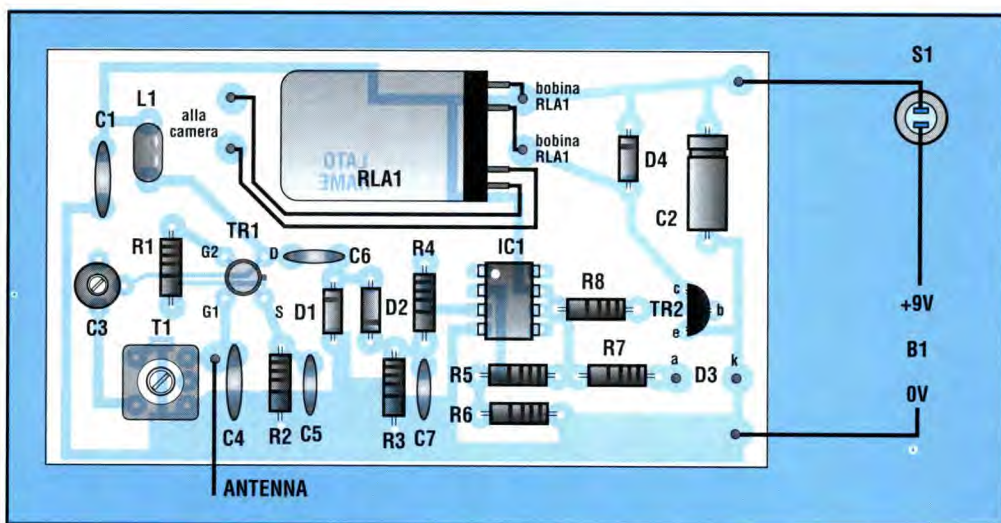 S1
L1
C1
alla
camera
bobina
RLA1
bobina
RLA1
D4
LATO
RAME
RLA1
C2
TR1
R1
G2
D
C6
R4
IC1
R8
c
TR2
b
e
+9V
C3
G1
S
D1
D2
T1
R7
a
D3
k
B1
R5
0V
R6
C4
R2
C5
R3
C7
ANTENNA